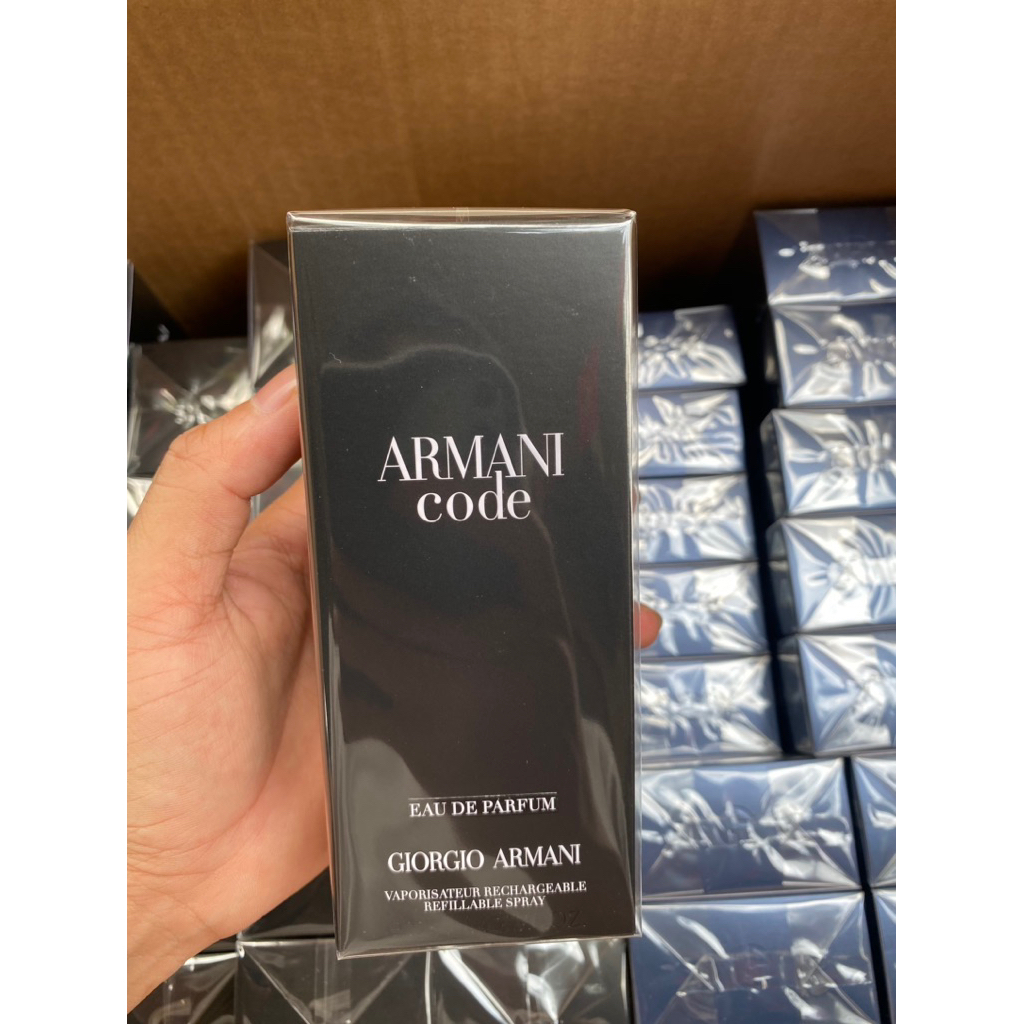 ARMANI
code
EAU DE PARFUM
GIORGIO ARMANI
VAPORISATEUR RECHARGEABLE
REFILLABLE SPRAY